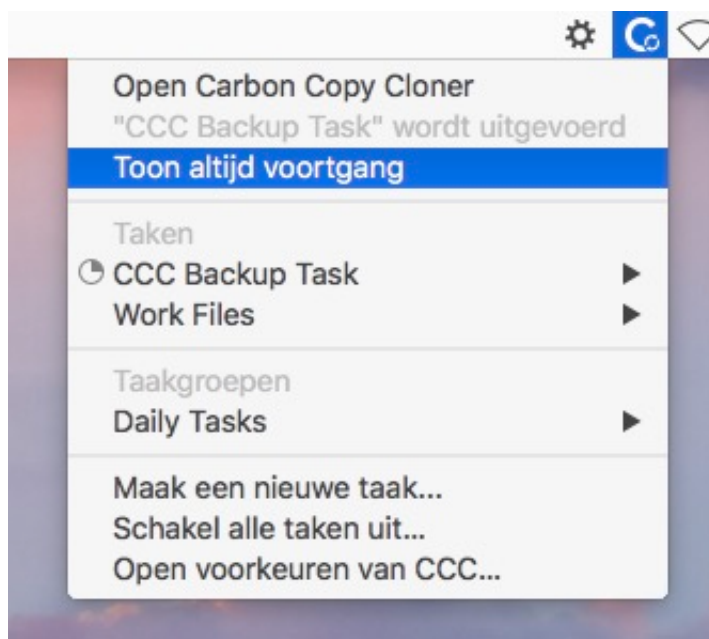 Open Carbon Copy Cloner
"CCC Backup Task" wordt uitgevoerd
Toon altijd voortgang
Taken
CCC Backup Task
Work Files
Taakgroepen
Daily Tasks
Maak een nieuwe taak...
Schakel alle taken uit...
Open voorkeuren van CCC...